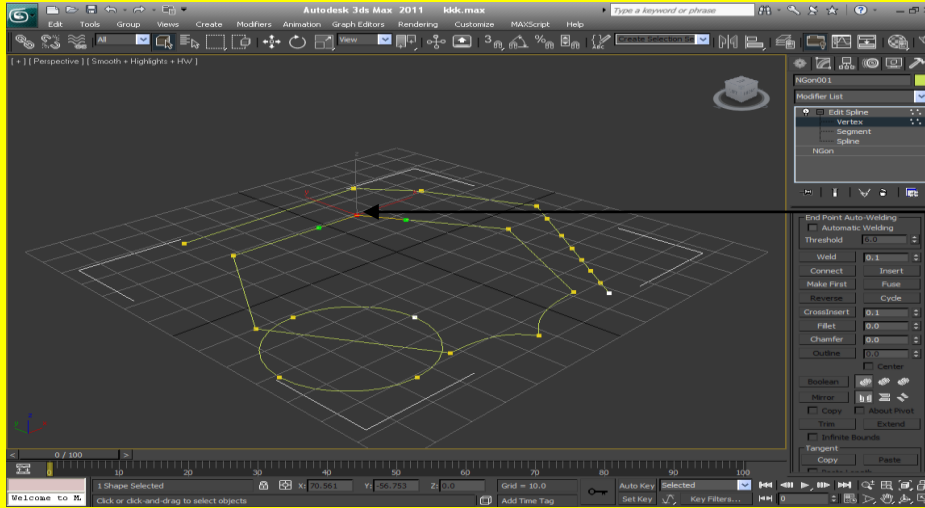 Autodesk 3ds Max 2011 kkk.max
Type a keyword or phrase
Edit Tools Group Views Create Modifiers Animation Graph Editors Rendering Customize MAXScript Help
All
View
Create Selection Se
[ + ] [ Perspective ] [ Smooth + Highlights + HW ]
NGon001
Modifier List
Edit Spline
Vertex
Segment
Spline
NGon
End Point Auto-Welding
Automatic
Welding
Threshold 6.0
Weld 0.1
Connect Insert
Make First Fuse
Reverse Cycle
CrossInsert 0.1
Fillet 0.0
Chamfer 0.0
Outline 0.0
Center
Boolean
Mirror
Copy About Pivot
Trim Extend
Infinite Bounds
Tangent
Copy Paste
0 / 100
0 10 20 30 40 50 60 70 80 90 100
1 Shape Selected X: 70.561 Y: -56.753 Z: 0.0 Grid = 10.0 Auto Key Selected
Welcome to M. Click or click-and-drag to select objects Add Time Tag Set Key Key Filters... 0